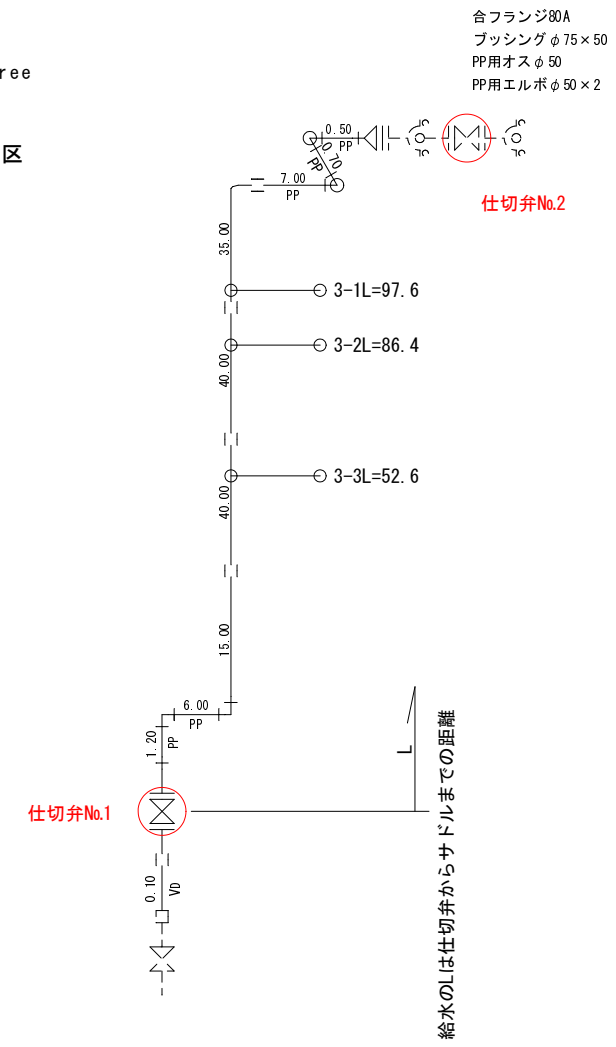 合フランジ80A
ブッシングφ75×50
PP用オスφ50
PP用エルボφ50×2
ree
区
0.50
PP
0.70
PP
仕切弁No.2
7.00
PP
35.00
3-1L=97.6
3-2L=86.4
40.00
3-3L=52.6
40.00
15.00
6.00
PP
1.20
PP
L
給水のLは仕切弁からサドルまでの距離
仕切弁No.1
0.10
VD